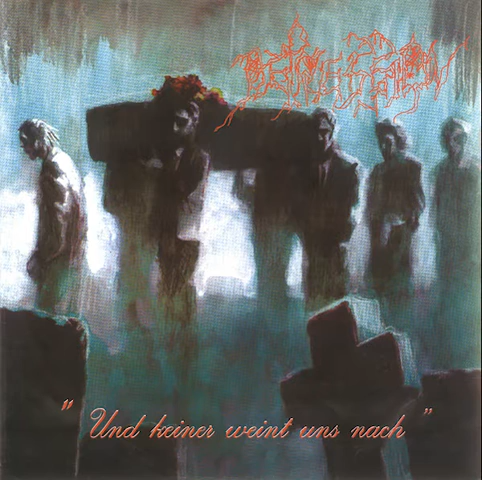 " Und keiner weint uns nach "